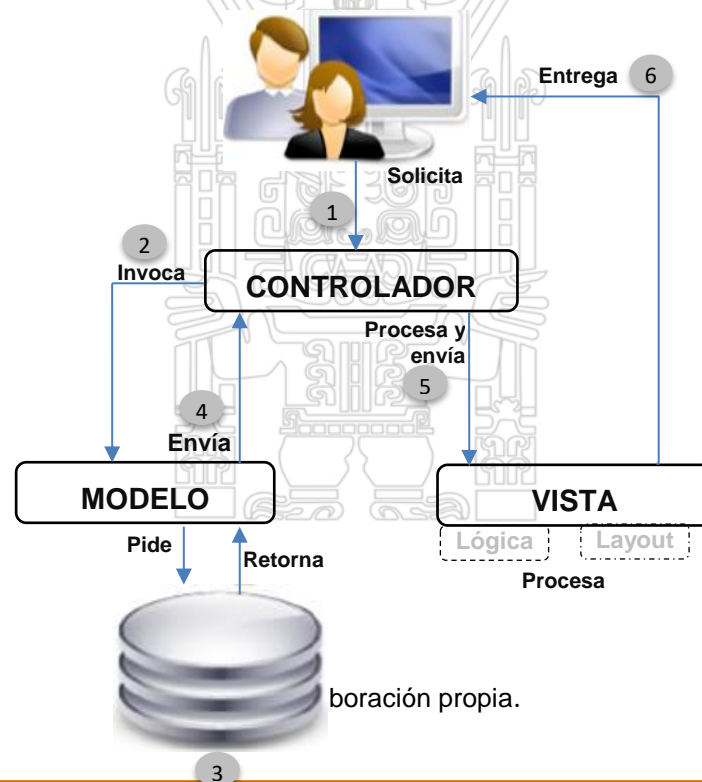 Entrega 6
Solicita
1
2
Invoca
CONTROLADOR
Procesa y
envía
5
4
Envía
MODELO
VISTA
Lógica
Layout
Pide
Retorna
Procesa
boración propia.
3